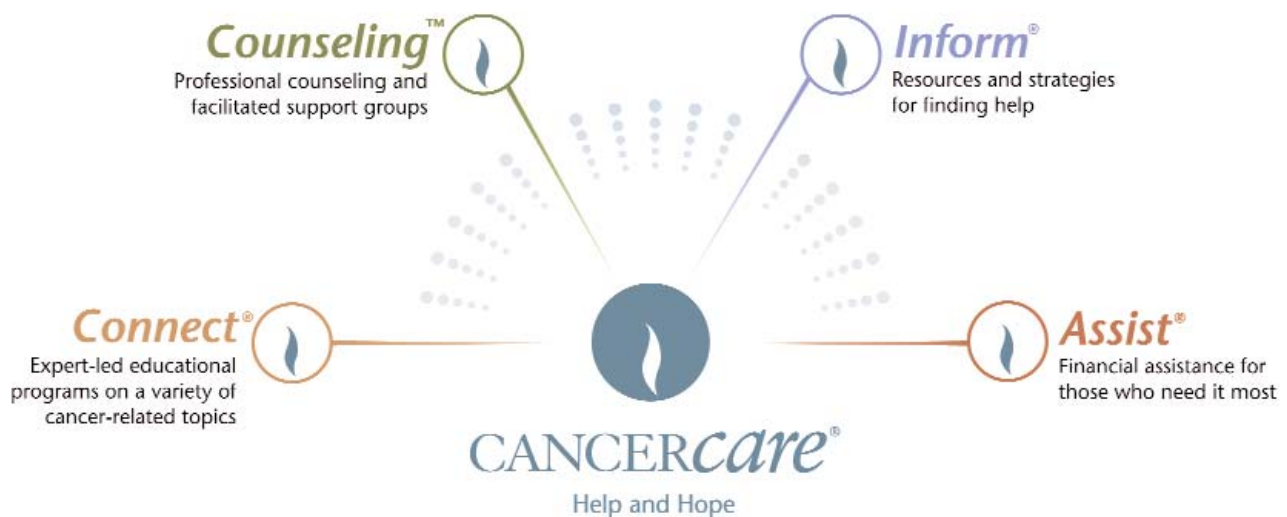 Counseling™
Professional counseling and
facilitated support groups
Inform®
Resources and strategies
for finding help
Connect®
Expert-led educational
programs on a variety of
cancer-related topics
Assist®
Financial assistance for
those who need it most
CANCERcare®
Help and Hope